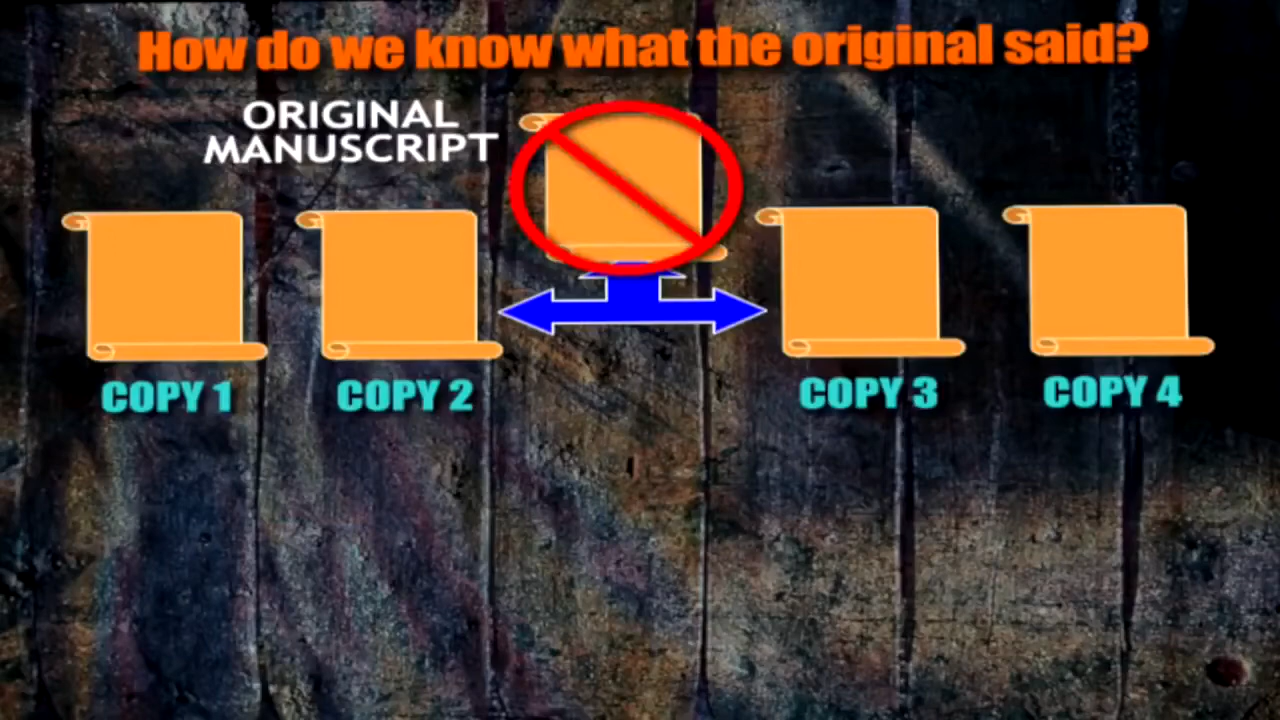 How do we know what the original said?
ORIGINAL
MANUSCRIPT
COPY 1
COPY 2
COPY 3
COPY 4